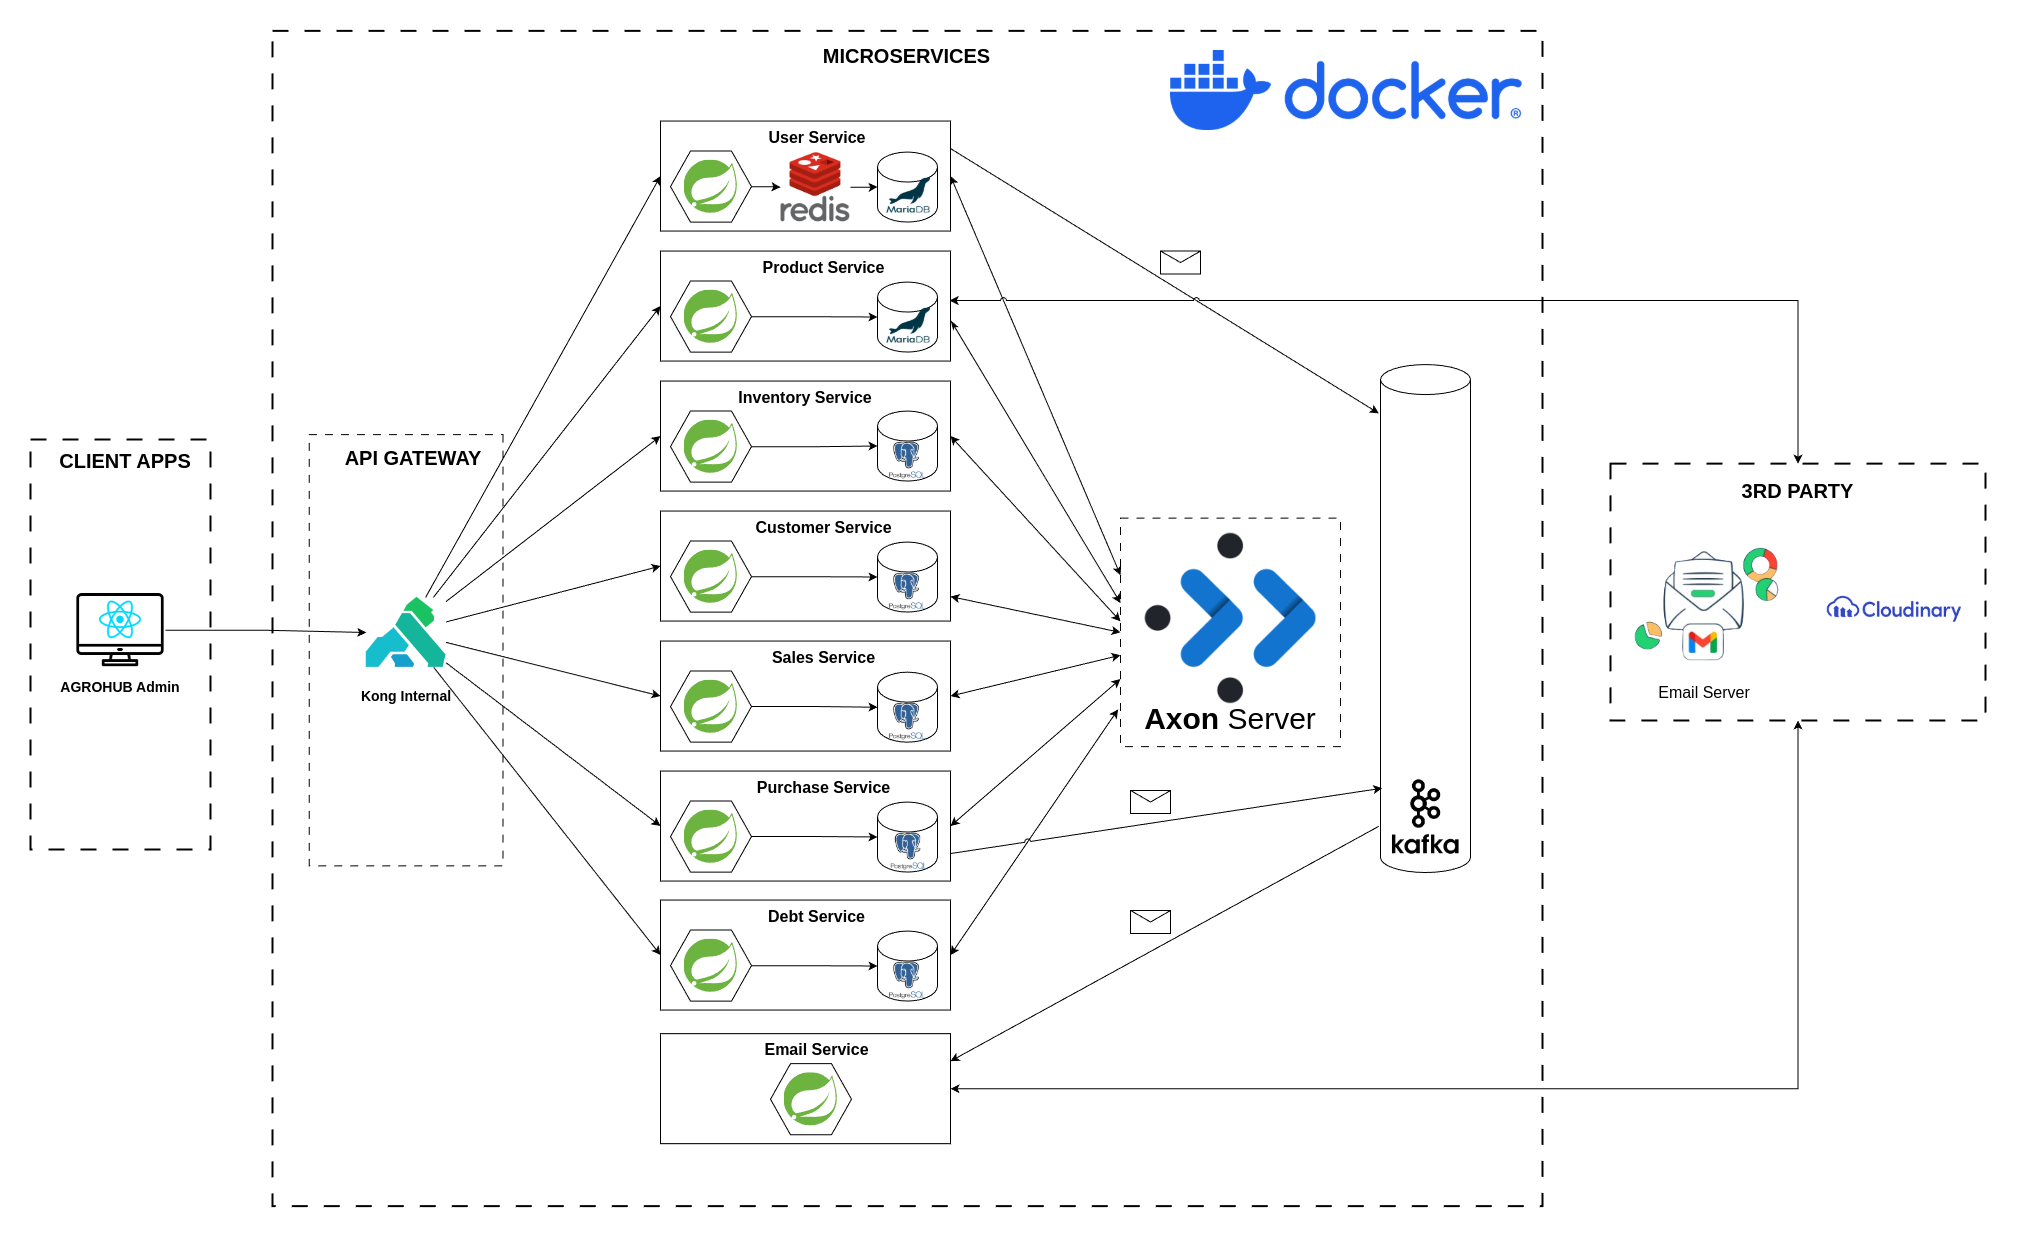 MICROSERVICES
docker®
User Service
redis
MariaDB
Product Service
MariaDB
Inventory Service
PostgreSQL
CLIENT APPS
API GATEWAY
3RD PARTY
Customer Service
PostgreSQL
Cloudinary
AGROHUB Admin
Kong Internal
Email Server
Sales Service
PostgreSQL
Axon Server
Purchase Service
PostgreSQL
kafka
Debt Service
PostgreSQL
Email Service